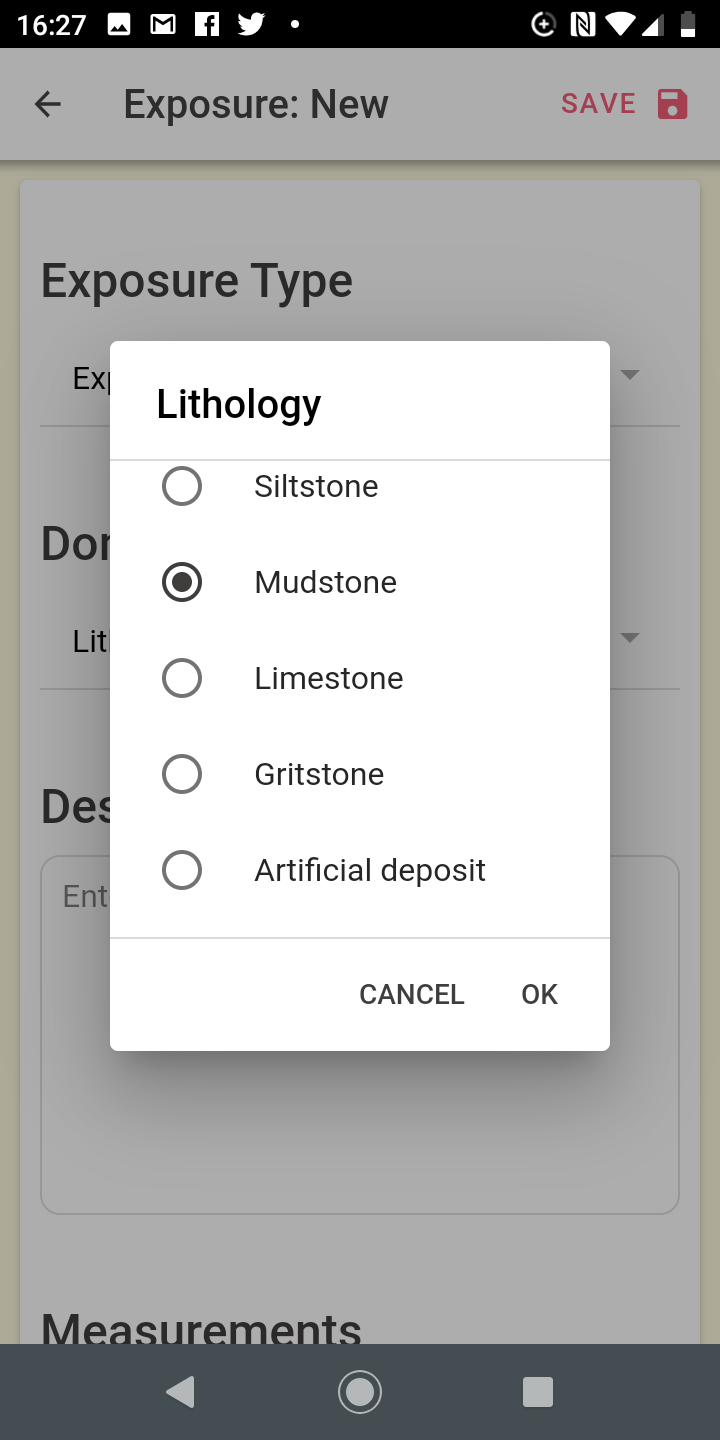 16:27
Exposure: New
SAVE
Exposure Type
Exp
Lithology
Siltstone
Mudstone
Limestone
Gritstone
Artificial deposit
CANCEL
OK
Dor
Lit
Des
Ent
Measurements